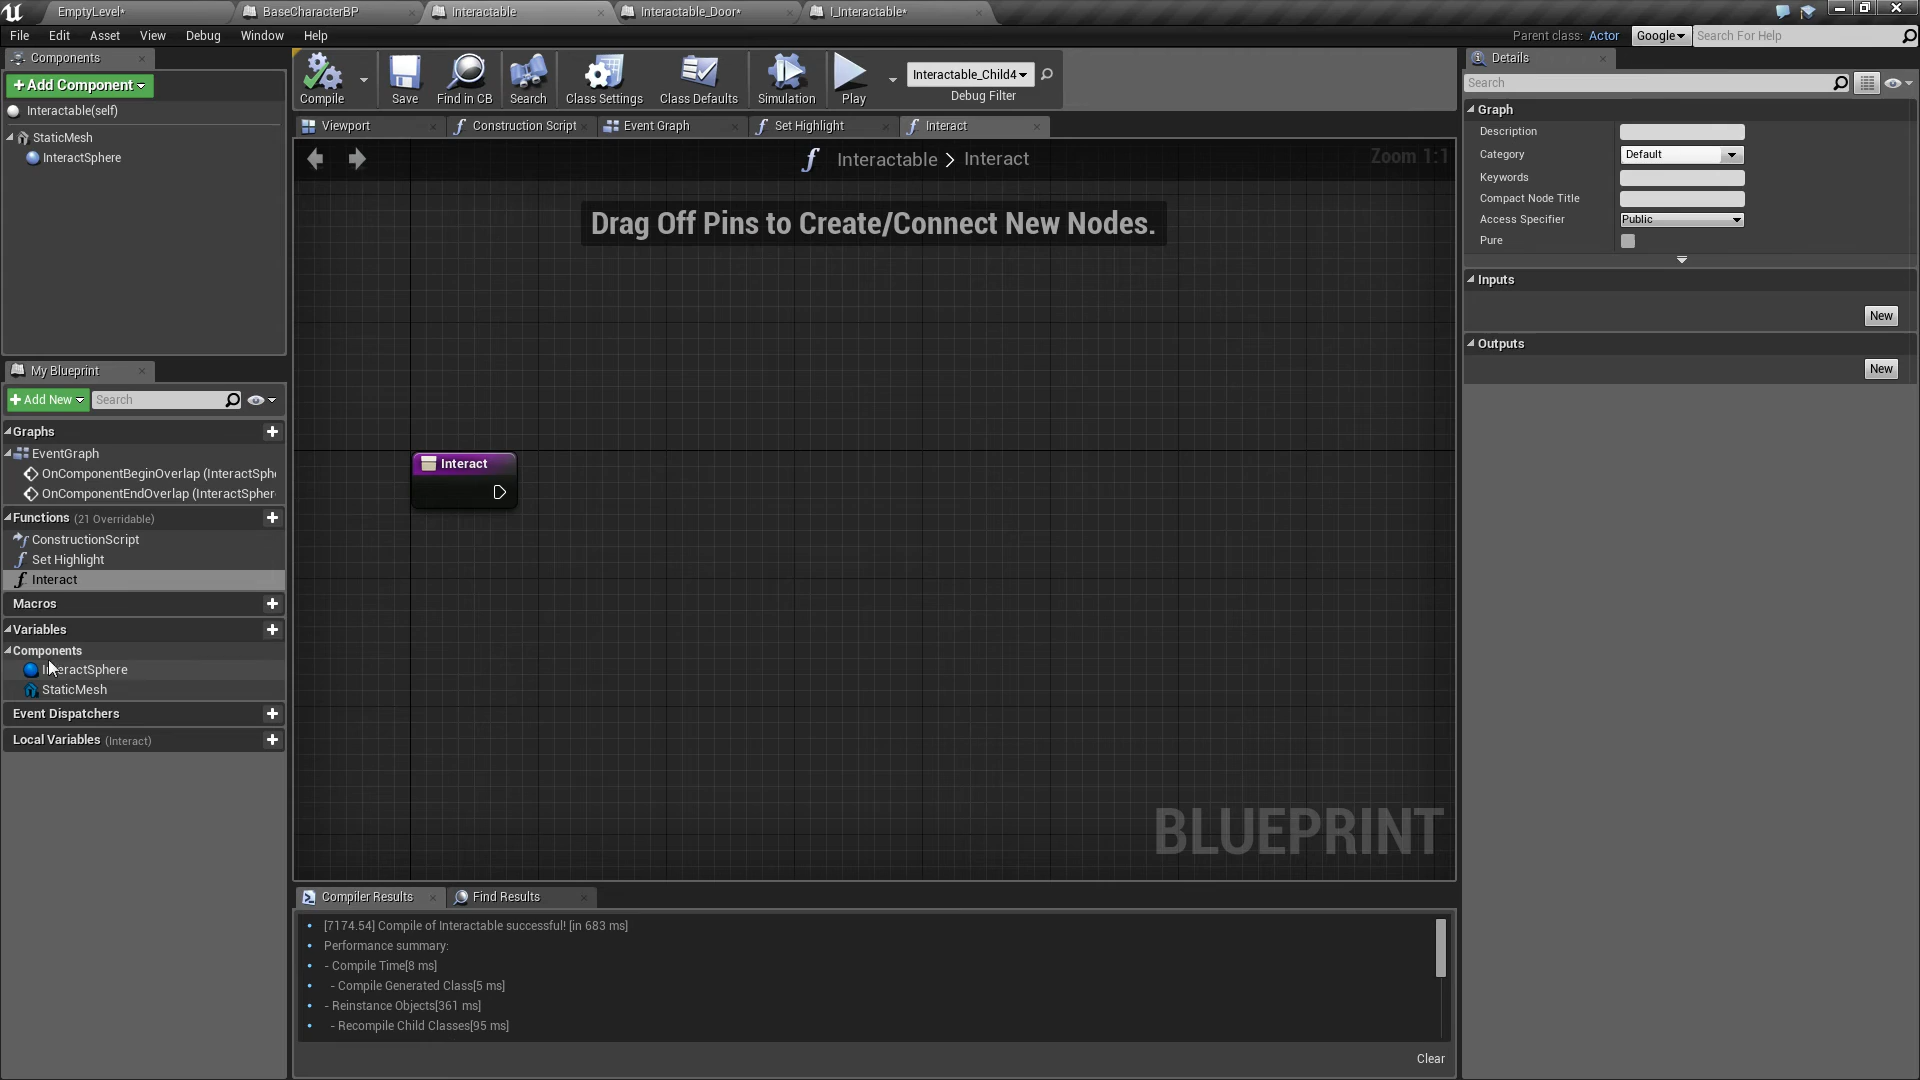 EmptyLevel*
BaseCharacterBP
Interactable
Interactable_Door*
I_Interactable*
File Edit Asset View Debug Window Help
Parent class: Actor
Google
Search For Help
Components
+Add Component
Interactable(self)
StaticMesh
InteractSphere
Compile
Save
Find in CB
Search
Class Settings
Class Defaults
Simulation
Play
Interactable_Child4
Debug Filter
Viewport
Construction Script
Event Graph
Set Highlight
Interact
Interactable > Interact
Zoom 1:1
Drag Off Pins to Create/Connect New Nodes.
Interact
BLUEPRINT
My Blueprint
+Add New
Search
Graphs
EventGraph
OnComponentBeginOverlap (InteractSph
OnComponentEndOverlap (InteractSpher
Functions (21 Overridable)
ConstructionScript
Set Highlight
Interact
Macros
Variables
Components
StaticMesh
Event Dispatchers
Local Variables (Interact)
Compiler Results
Find Results
• [7174.54] Compile of Interactable successful! [in 683 ms]
• Performance summary:
• - Compile Time[8 ms]
• - Compile Generated Class[5 ms]
• - Reinstance Objects[361 ms]
• - Recompile Child Classes[95 ms]
Clear
Details
Search
Graph
Description
Category
Default
Keywords
Compact Node Title
Access Specifier
Public
Pure
Inputs
New
Outputs
New